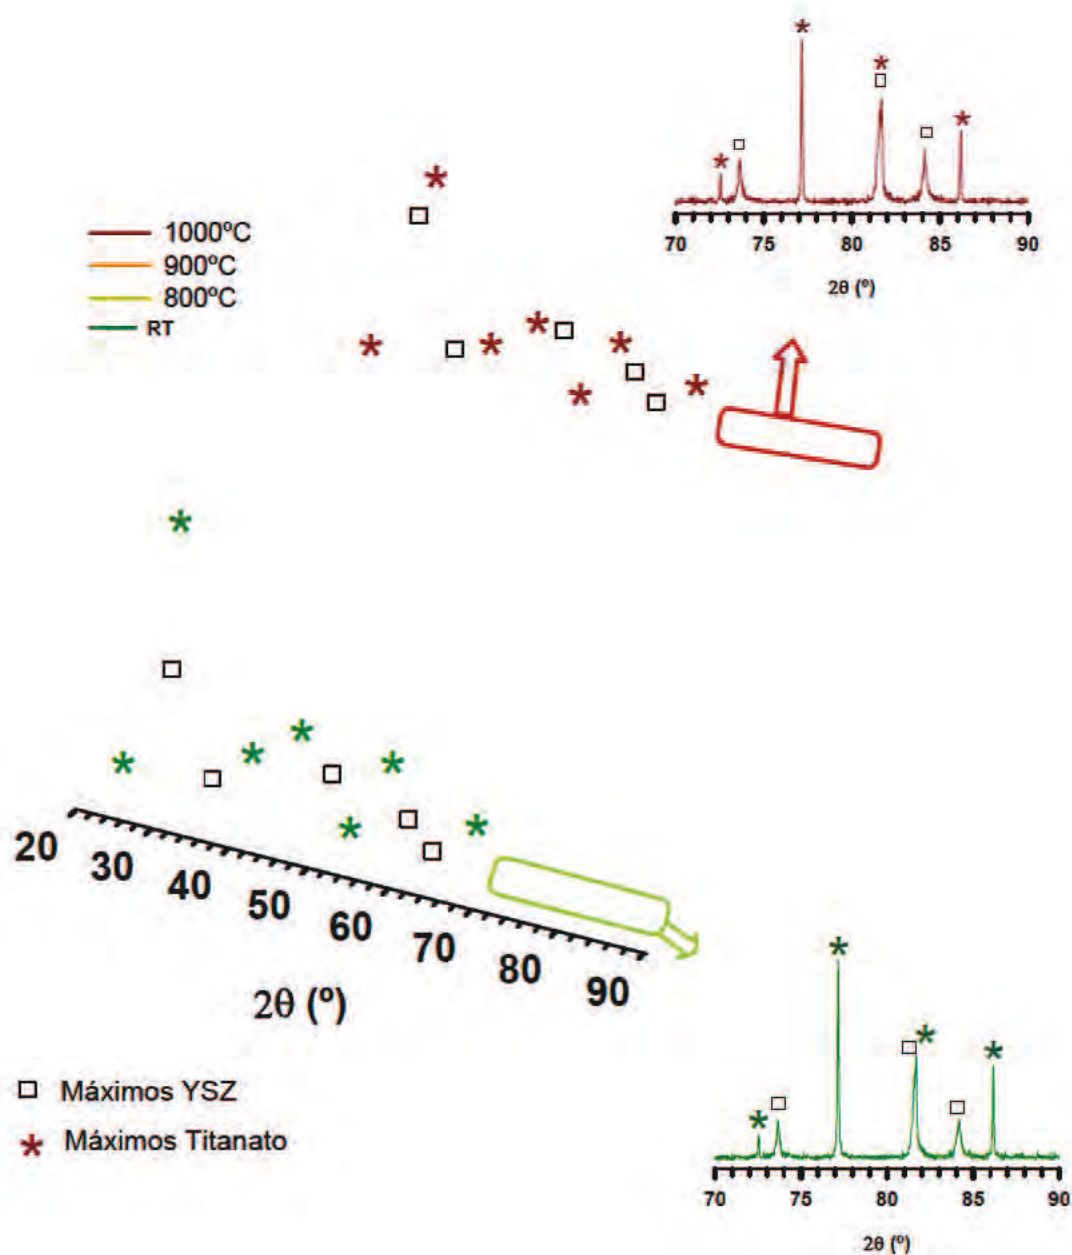 70 75 80 85 90
2θ (º)
1000ºC
900ºC
800ºC
RT
20 30 40 50 60 70 80 90
2θ (º)
Máximos YSZ
Máximos Titanato
70 75 80 85 90
2θ (º)